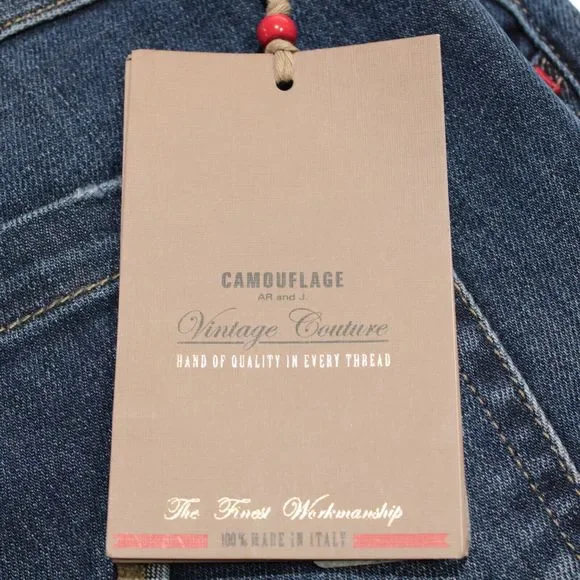 CAMOUFLAGE
AR and J.
Vintage Couture
HAND OF QUALITY IN EVERY THREAD
The Finest Workmanship
100% MADE IN ITALY